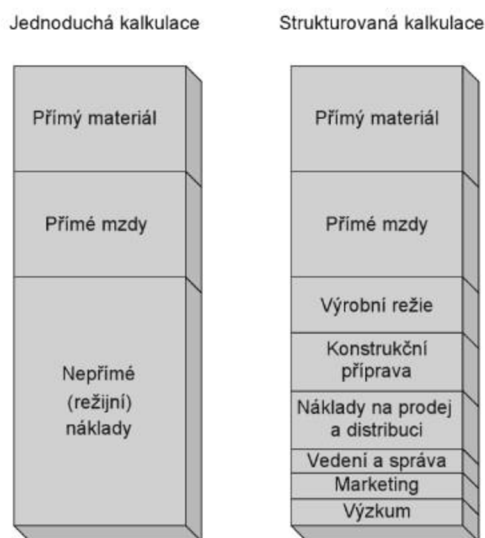 Jednoduchá kalkulace
Přímý materiál
Přímé mzdy
Nepřímé
(režijní)
náklady
Strukturovaná kalkulace
Přímý materiál
Přímé mzdy
Výrobní režie
Konstrukční
příprava
Náklady na prodej
a distribuci
Vedení a správa
Marketing
Výzkum